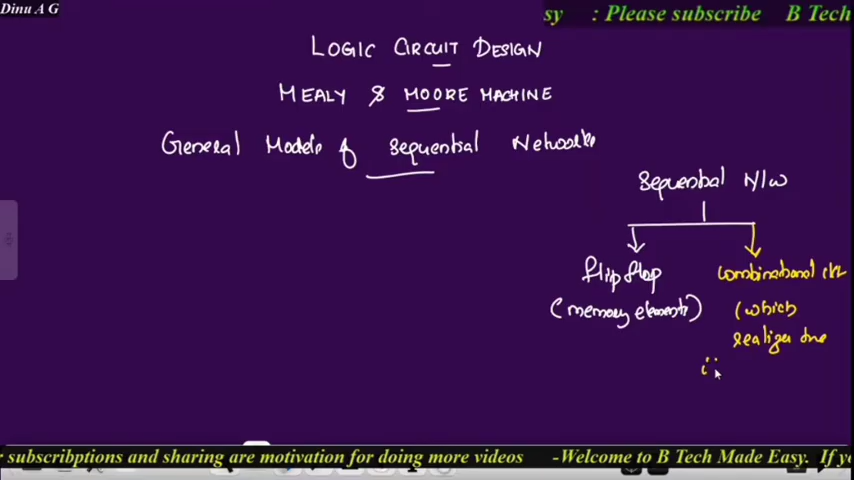 Dinu A G
sy : Please subscribe B Tech
LOGIC CIRCUIT DESIGN
MEALY & MOORE MACHINE
General Models of Sequential Networks
Sequential N/w
flip flop
combinational ckt
(memory elements)
(which
realizes the
subscribptions and sharing are motivation for doing more videos -Welcome to B Tech Made Easy. If yo